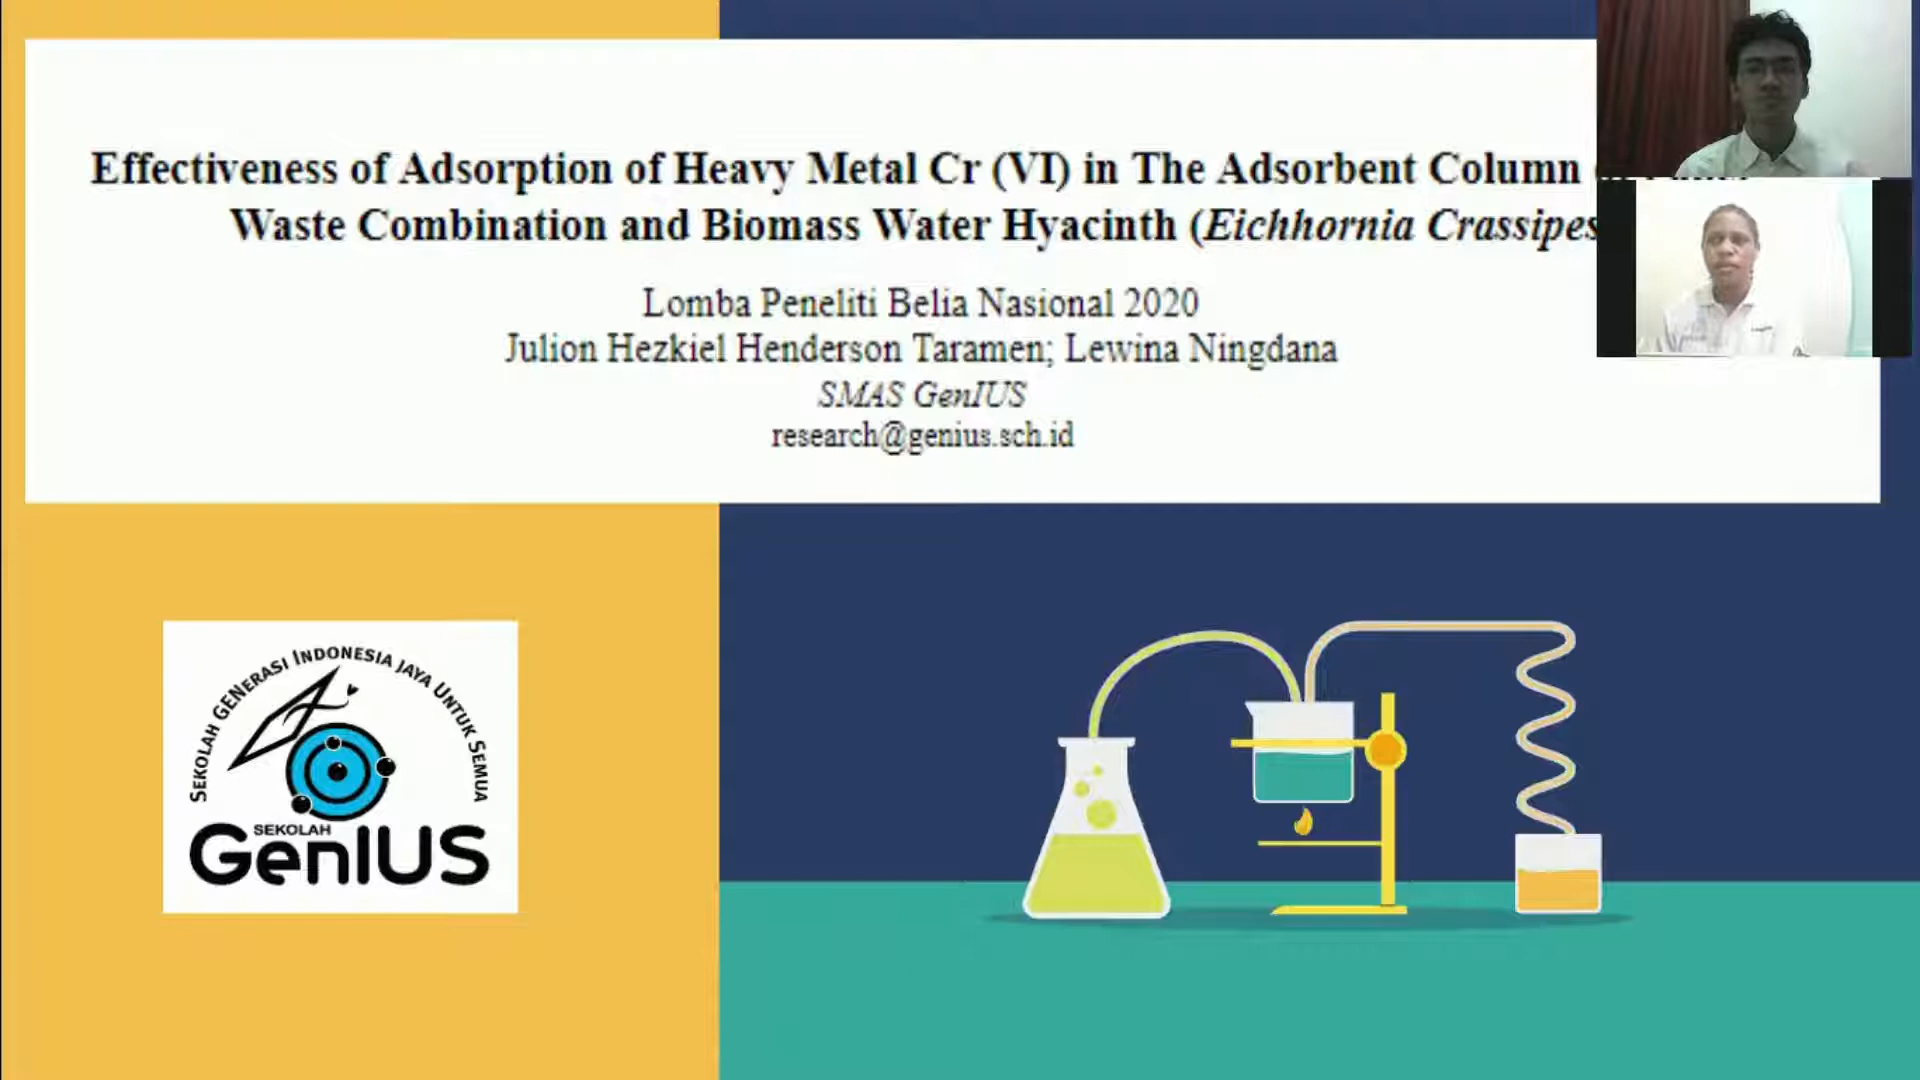 Effectiveness of Adsorption of Heavy Metal Cr (VI) in The Adsorbent Column
Waste Combination and Biomass Water Hyacinth (Eichhornia Crassipes
Lomba Peneliti Belia Nasional 2020
Julion Hezkiel Henderson Taramen; Lewina Ningdana
SMAS GenIUS
research@genius.sch.id
SEKOLAH GENERASI INDONESIA JAYA UNTUK SEMUA
SEKOLAH
GenIUS